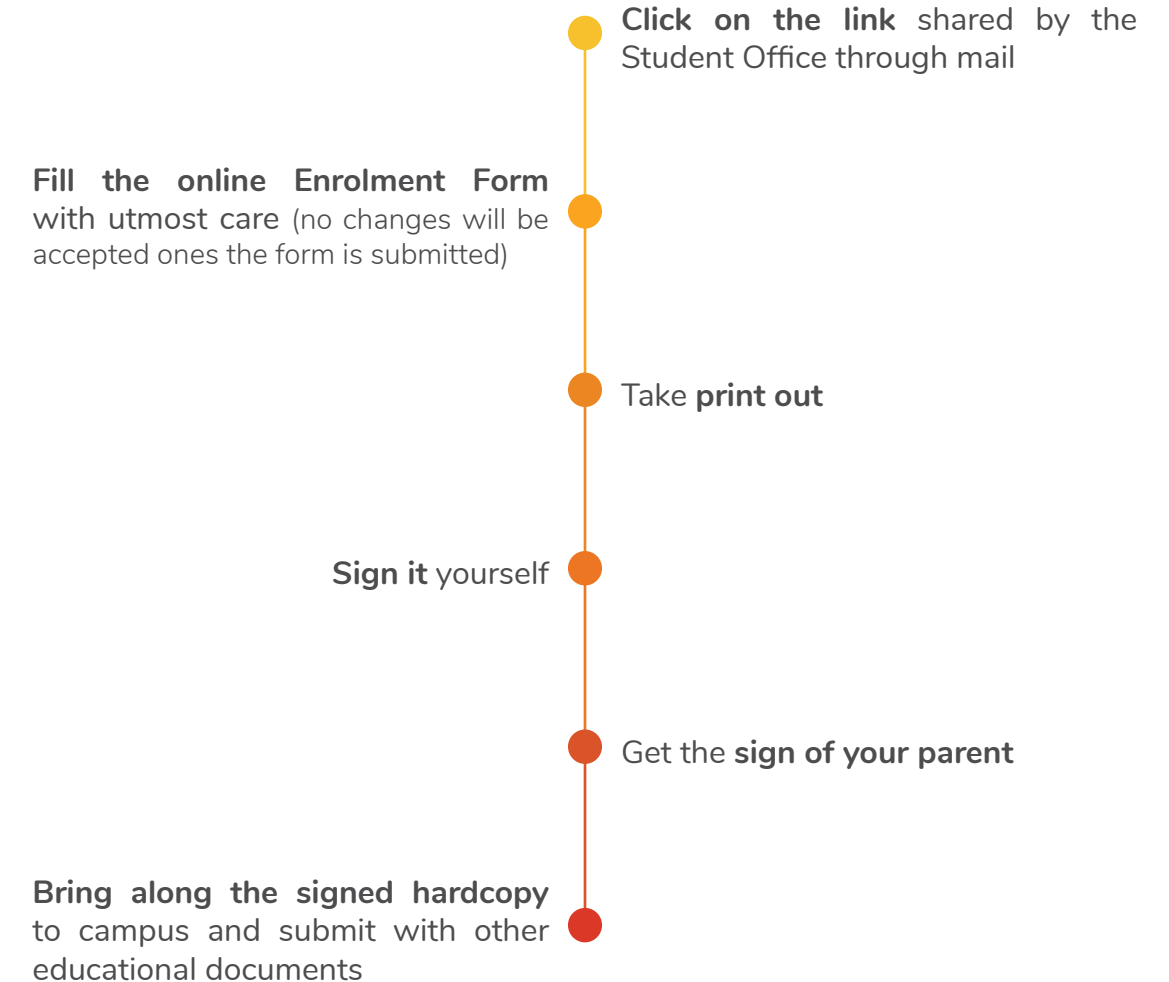 Click on the link shared by the
Student Office through mail
Fill the online Enrolment Form
with utmost care (no changes will be
accepted ones the form is submitted)
Take print out
Sign it yourself
Get the sign of your parent
Bring along the signed hardcopy
to campus and submit with other
educational documents